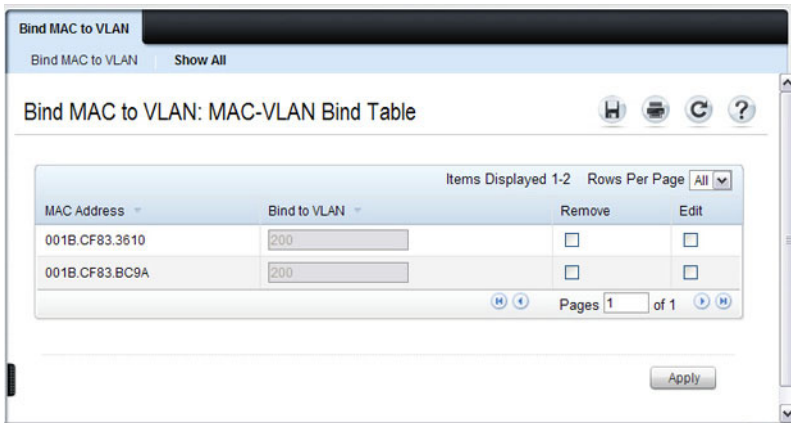 Bind MAC to VLAN
Bind MAC to VLAN Show All
Bind MAC to VLAN: MAC-VLAN Bind Table
Items Displayed 1-2 Rows Per Page All
MAC Address Bind to VLAN Remove Edit
001B.CF83.3610 200
001B.CF83.BC9A 200
Pages 1 of 1
Apply